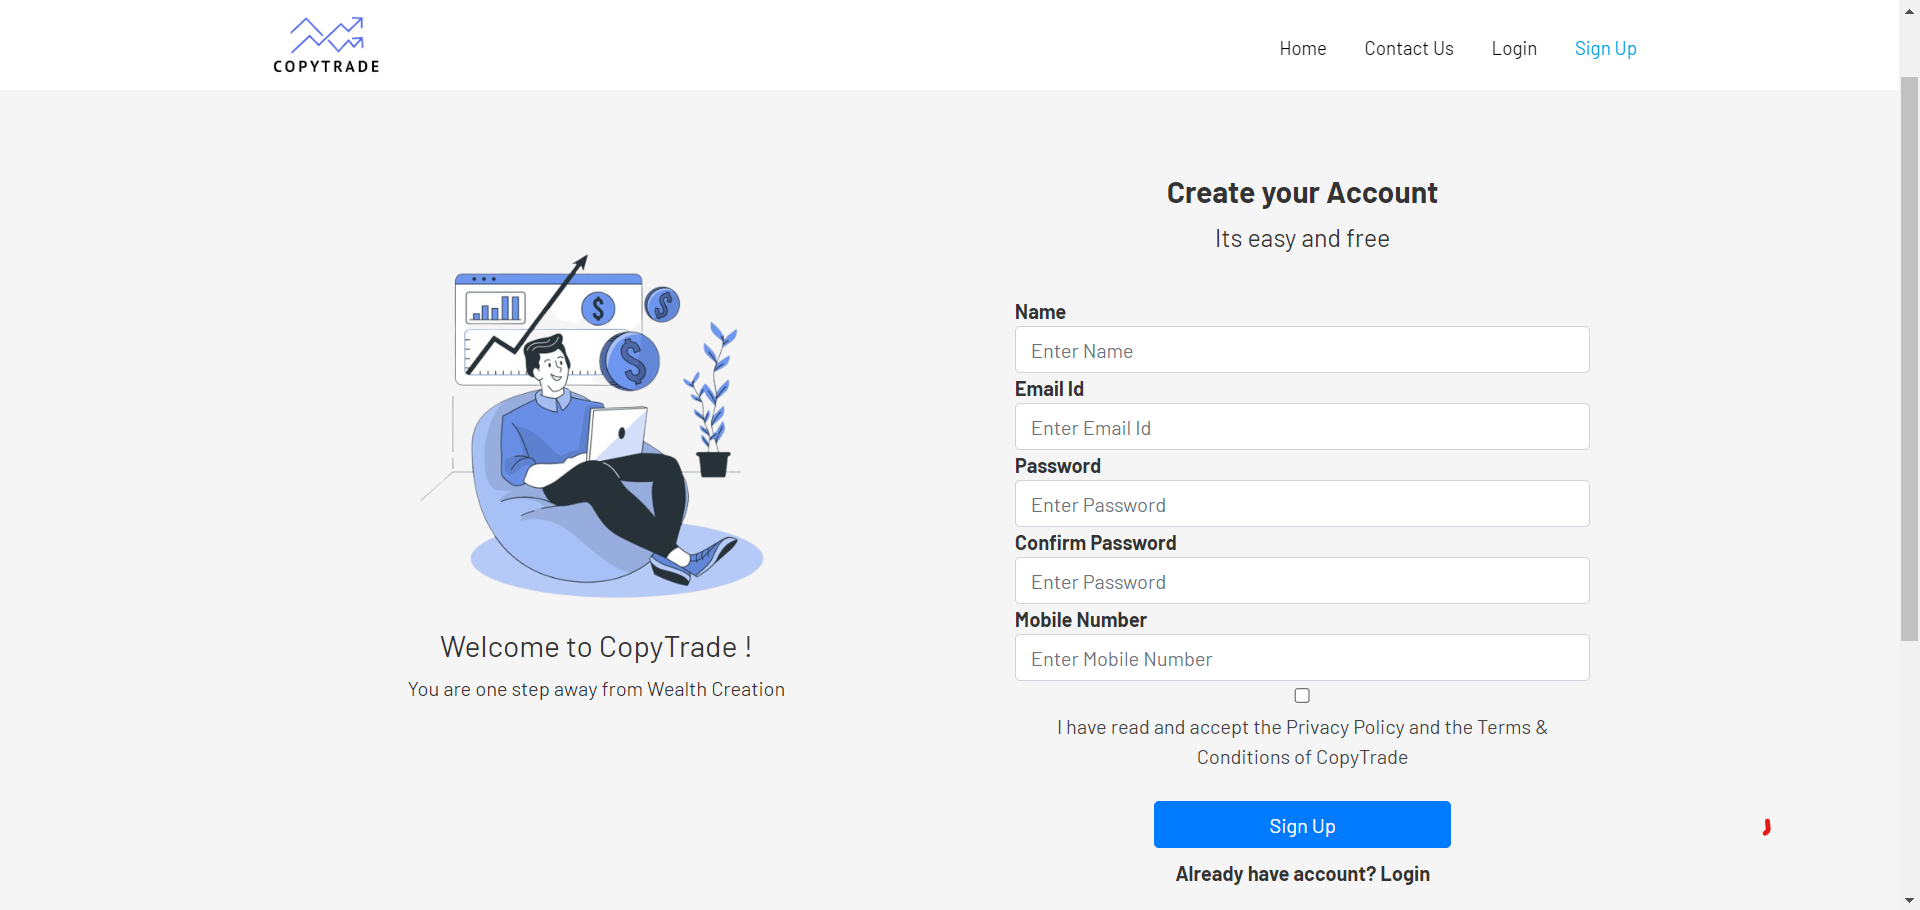 COPYTRADE
Home
Contact Us
Login
Sign Up
Create your Account
Its easy and free
Name
Enter Name
Email Id
Enter Email Id
Password
Enter Password
Confirm Password
Enter Password
Mobile Number
Enter Mobile Number
I have read and accept the Privacy Policy and the Terms &
Conditions of CopyTrade
Sign Up
Already have account? Login
Welcome to CopyTrade !
You are one step away from Wealth Creation